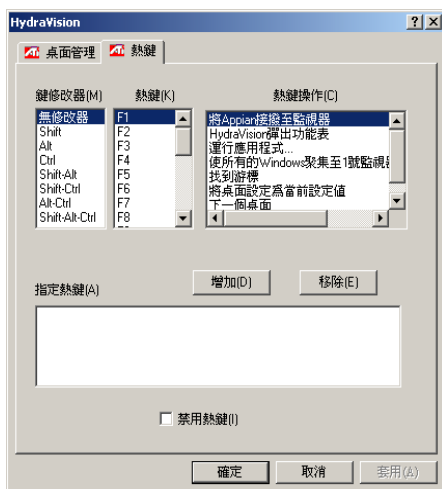 HydraVision
桌面管理 熱鍵
鍵修改器(M) 熱鍵(K) 熱鍵操作(C)
無修改器 F1 將Appian接撥至監視器
Shift F2 HydraVision彈出功能表
Alt F3 運行應用程式...
Ctrl F4 使所有的Windows聚集至1號監視
Shift-Alt F5 找到游標
Shift-Ctrl F6 將桌面設定爲當前設定值
Alt-Ctrl F7 下一個桌面
Shift-Alt-Ctrl F8
增加(D) 移除(E)
指定熱鍵(A)
禁用熱鍵(I)
確定 取消 套用(A)